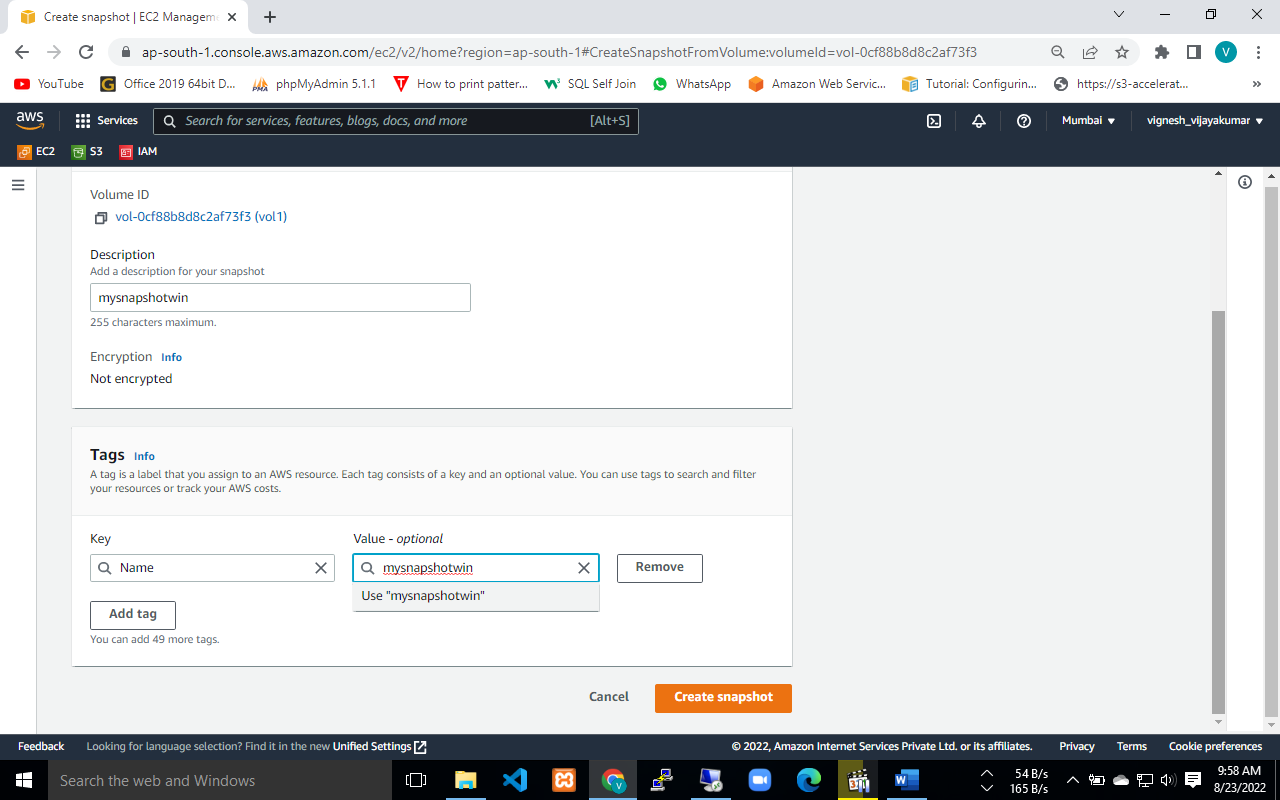 Create snapshot | EC2 Managem
ap-south-1.console.aws.amazon.com/ec2/v2/home?region=ap-south-1#CreateSnapshotFromVolume:volumeId=vol-0cf88b8d8c2af73f3
V
YouTube
Office 2019 64bit D...
phpMyAdmin 5.1.1
How to print patter...
SQL Self Join
WhatsApp
Amazon Web Servic...
Tutorial: Configurin...
https://s3-accelerat...
»
aws
Services
Search for services, features, blogs, docs, and more
[Alt+S]
Mumbai
vignesh_vijayakumar
EC2
S3
IAM
Volume ID
vol-0cf88b8d8c2af73f3 (vol1)
Description
Add a description for your snapshot
mysnapshotwin
255 characters maximum.
Encryption Info
Not encrypted
Tags Info
A tag is a label that you assign to an AWS resource. Each tag consists of a key and an optional value. You can use tags to search and filter
your resources or track your AWS costs.
Key
Value - optional
Name
mysnapshotwin
Remove
Use "mysnapshotwin"
Add tag
You can add 49 more tags.
Cancel
Create snapshot
Feedback
Looking for language selection? Find it in the new Unified Settings
© 2022, Amazon Internet Services Private Ltd. or its affiliates.
Privacy
Terms
Cookie preferences
Search the web and Windows
54 B/s
165 B/s
9:58 AM
8/23/2022